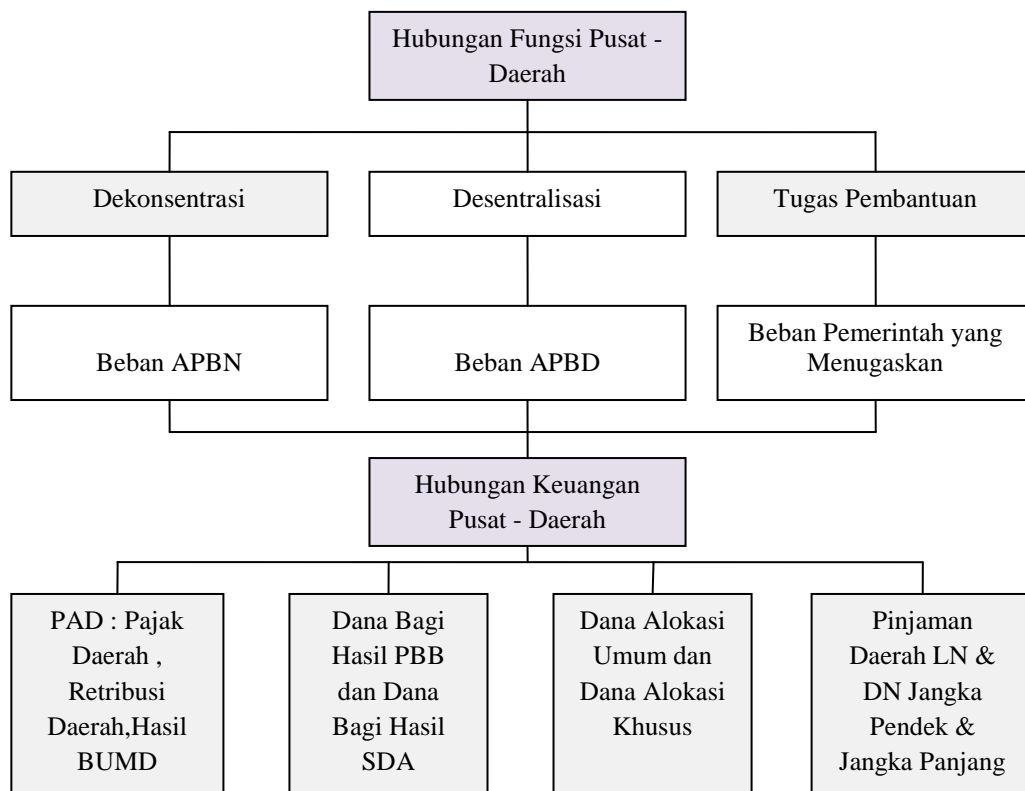 Hubungan Fungsi Pusat -
Daerah
Dekonsentrasi
Desentralisasi
Tugas Pembantuan
Beban APBN
Beban APBD
Beban Pemerintah yang
Menugaskan
Hubungan Keuangan
Pusat - Daerah
PAD : Pajak
Daerah ,
Retribusi
Daerah,Hasil
BUMD
Dana Bagi
Hasil PBB
dan Dana
Bagi Hasil
SDA
Dana Alokasi
Umum dan
Dana Alokasi
Khusus
Pinjaman
Daerah LN &
DN Jangka
Pendek &
Jangka Panjang